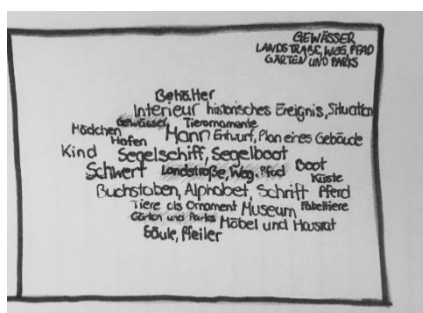 GEWÄSSER
LANDSTRAßE, WEG, PFAD
GÄRTEN UND PARKS
Behälter
Interieur historisches Ereignis, Situation
Gewässer Tierornamente
Mädchen Mann Entwurf, Plan eines Gebäude
Hafen
Kind Segelschiff, Segelboot
Schwert Landstraße, Weg, Pfad Boot
Küste
Buchstaben, Alphabet, Schrift Pferd
Tiere als Ornament Museum Fabeltiere
Gärten und Parks Möbel und Hausrat
Säule, Pfeiler